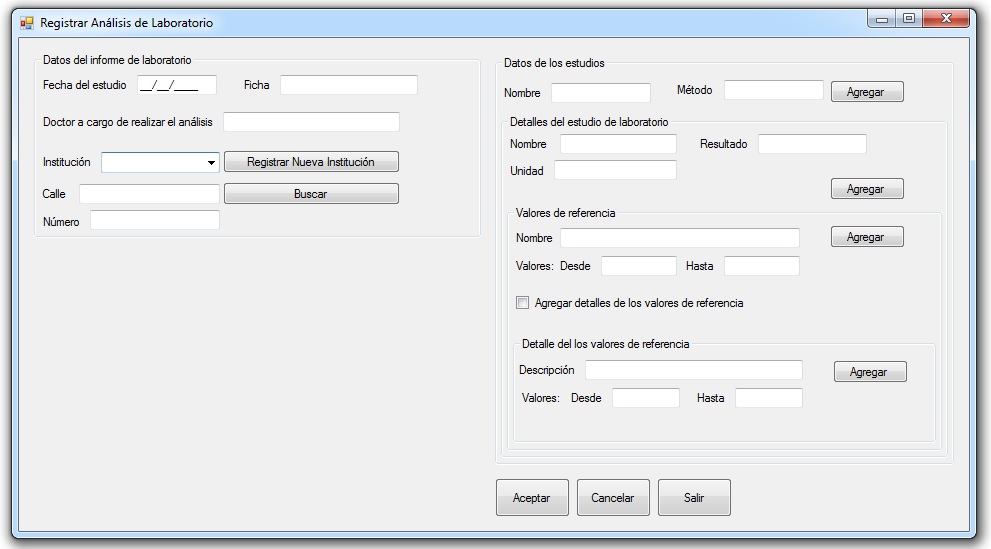 Registrar Análisis de Laboratorio
Datos del informe de laboratorio
Fecha del estudio __/__/____ Ficha
Doctor a cargo de realizar el análisis
Institución Registrar Nueva Institución
Calle Buscar
Número
Datos de los estudios
Nombre Método Agregar
Detalles del estudio de laboratorio
Nombre Resultado
Unidad
Agregar
Valores de referencia
Nombre Agregar
Valores: Desde Hasta
Agregar detalles de los valores de referencia
Detalle del los valores de referencia
Descripción Agregar
Valores: Desde Hasta
Aceptar Cancelar Salir